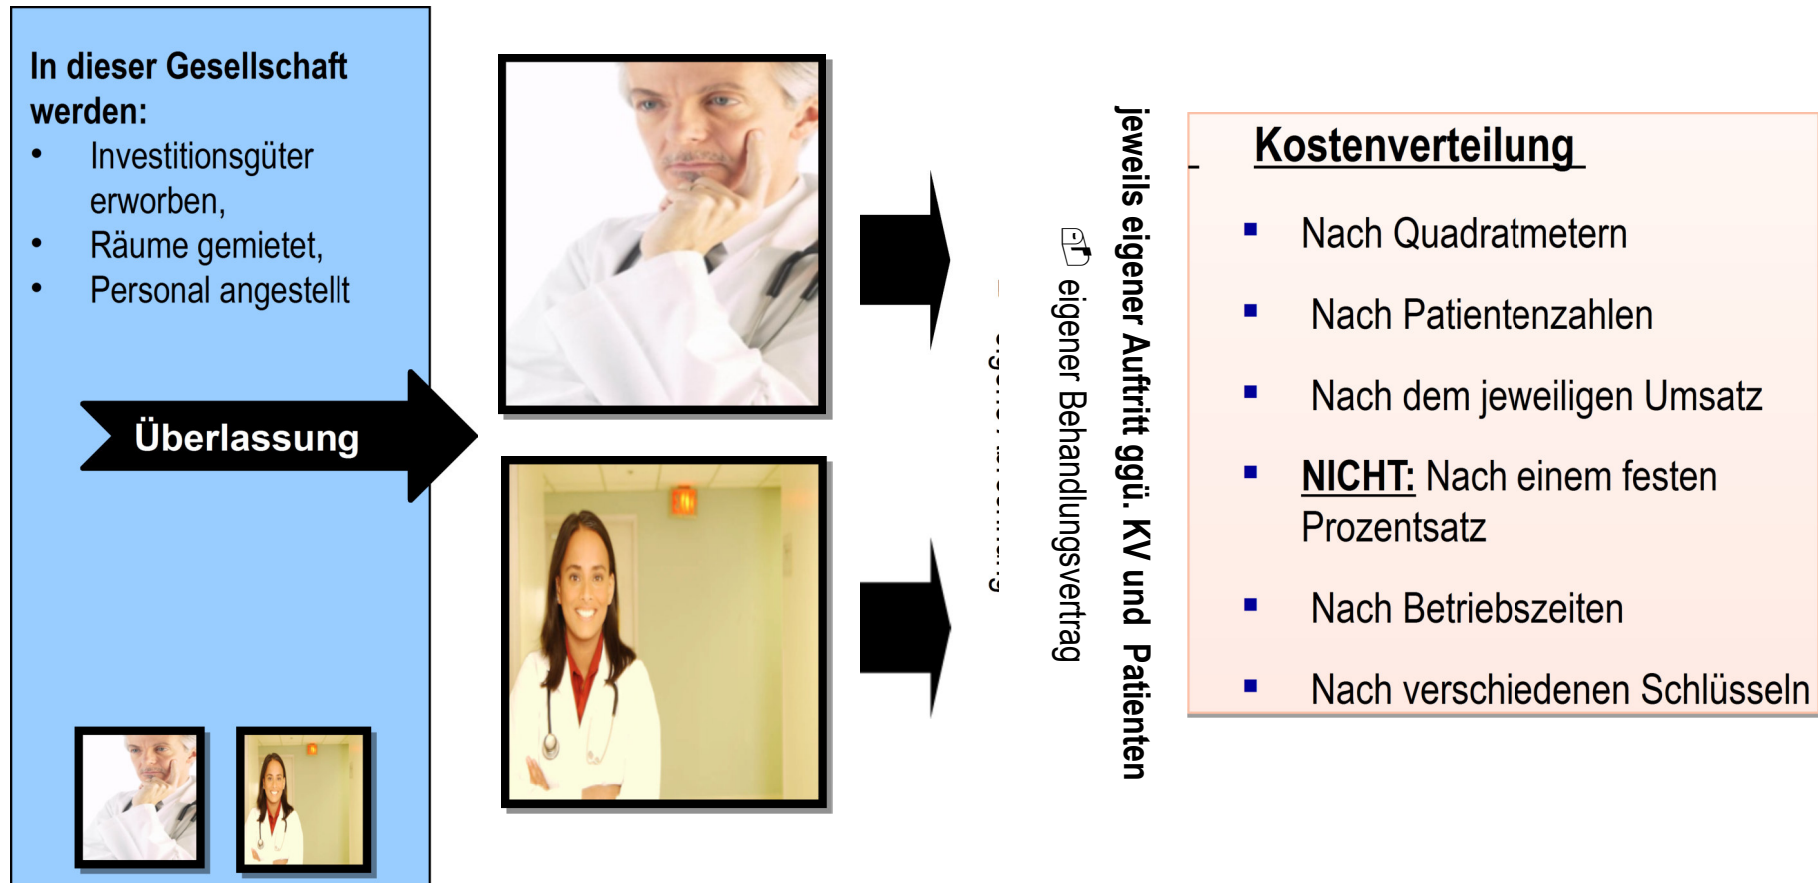 In dieser Gesellschaft
werden:
• Investitionsgüter
erworben,
• Räume gemietet,
• Personal angestellt
Überlassung
jeweils eigener Auftritt ggü. KV und Patienten
eigener Behandlungsvertrag
Kostenverteilung
▪ Nach Quadratmetern
▪ Nach Patientenzahlen
▪ Nach dem jeweiligen Umsatz
▪ NICHT: Nach einem festen
Prozentsatz
▪ Nach Betriebszeiten
▪ Nach verschiedenen Schlüsseln